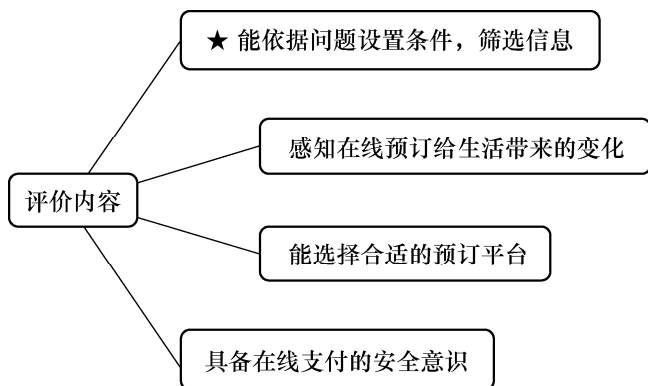 ★ 能依据问题设置条件，筛选信息
感知在线预订给生活带来的变化
评价内容
能选择合适的预订平台
具备在线支付的安全意识